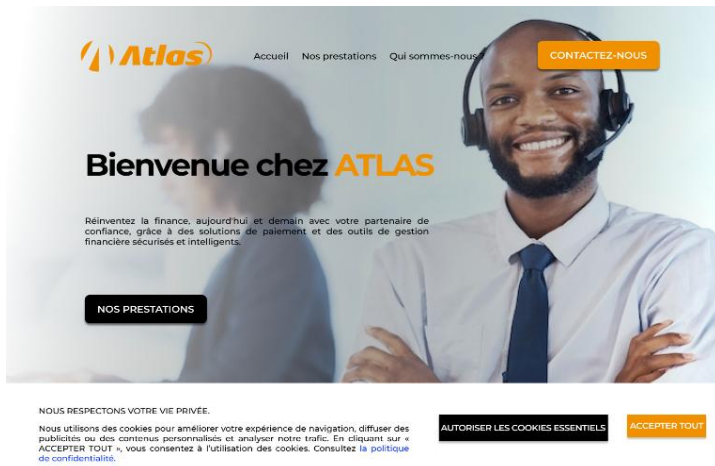 Atlas
Accueil Nos prestations Qui sommes-nous ?
CONTACTEZ-NOUS
Bienvenue chez ATLAS
Réinventez la finance, aujourd'hui et demain avec votre partenaire de
confiance, grâce à des solutions de paiement et des outils de gestion
financière sécurisés et intelligents.
NOS PRESTATIONS
NOUS RESPECTONS VOTRE VIE PRIVÉE.
Nous utilisons des cookies pour améliorer votre expérience de navigation, diffuser des
publicités ou des contenus personnalisés et analyser notre trafic. En cliquant sur «
ACCEPTER TOUT », vous consentez à l'utilisation des cookies. Consultez la politique
de confidentialité.
AUTORISER LES COOKIES ESSENTIELS
ACCEPTER TOUT